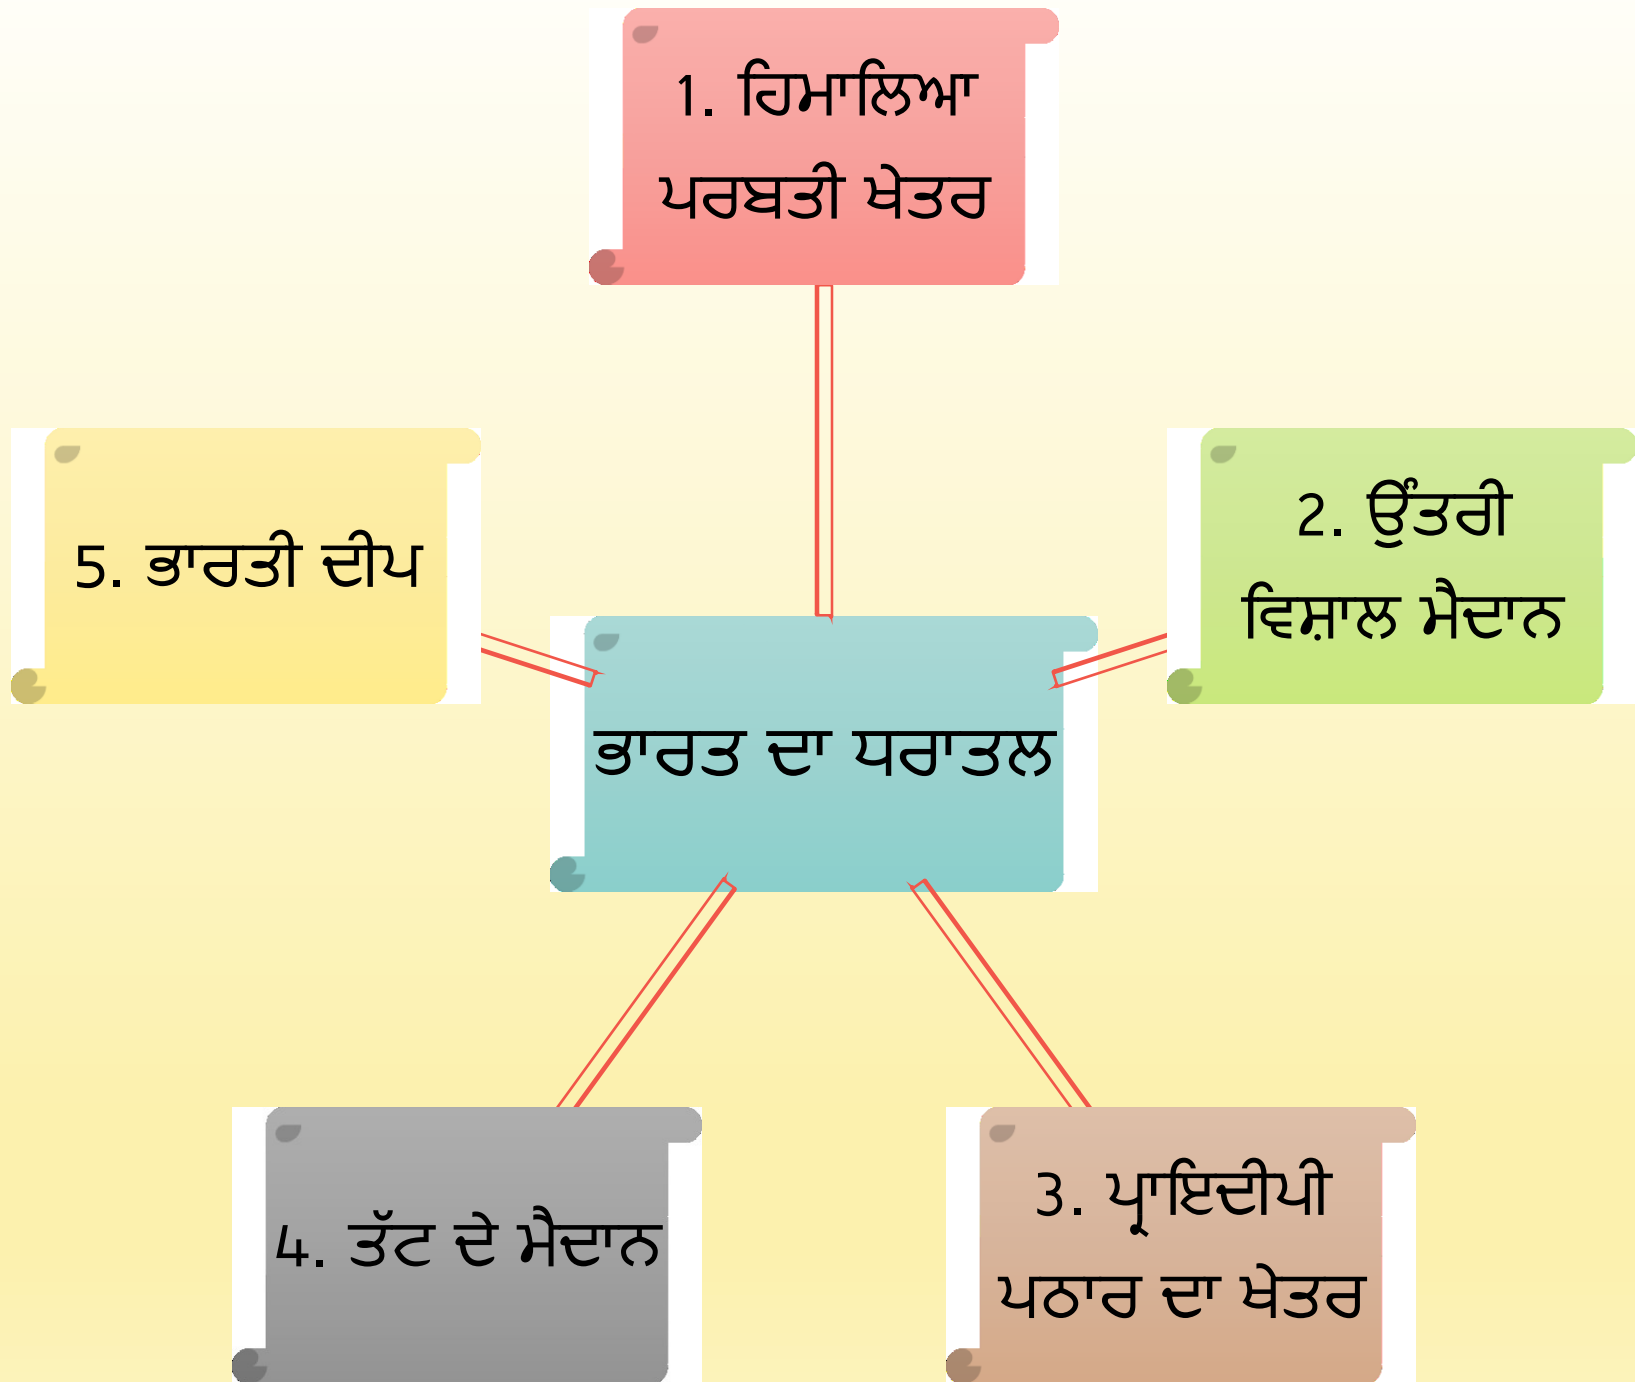 1. ਹਿਮਾਲਿਆ
ਪਰਬਤੀ ਖੇਤਰ
2. ਉੰਤਰੀ
ਵਿਸ਼ਾਲ ਮੈਦਾਨ
5. ਭਾਰਤੀ ਦੀਪ
ਭਾਰਤ ਦਾ ਧਰਾਤਲ
4. ਤੱਟ ਦੇ ਮੈਦਾਨ
3. ਪ੍ਰਾਇਦੀਪੀ
ਪਠਾਰ ਦਾ ਖੇਤਰ